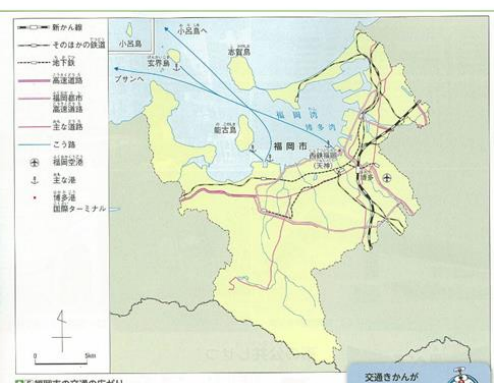 新かん線
そのほかの鉄道
地下鉄
高速道路
福岡都市
高速道路
主な道路
こう路
福岡空港
主な港
博多港
国際ターミナル
0 5km
小呂島
小呂島へ
玄界島
志賀島
プサンへ
能古島
福岡湾
博多湾
福岡市
西鉄福岡
(天神)
博多
福岡市の交通の広がり
交通きかんが